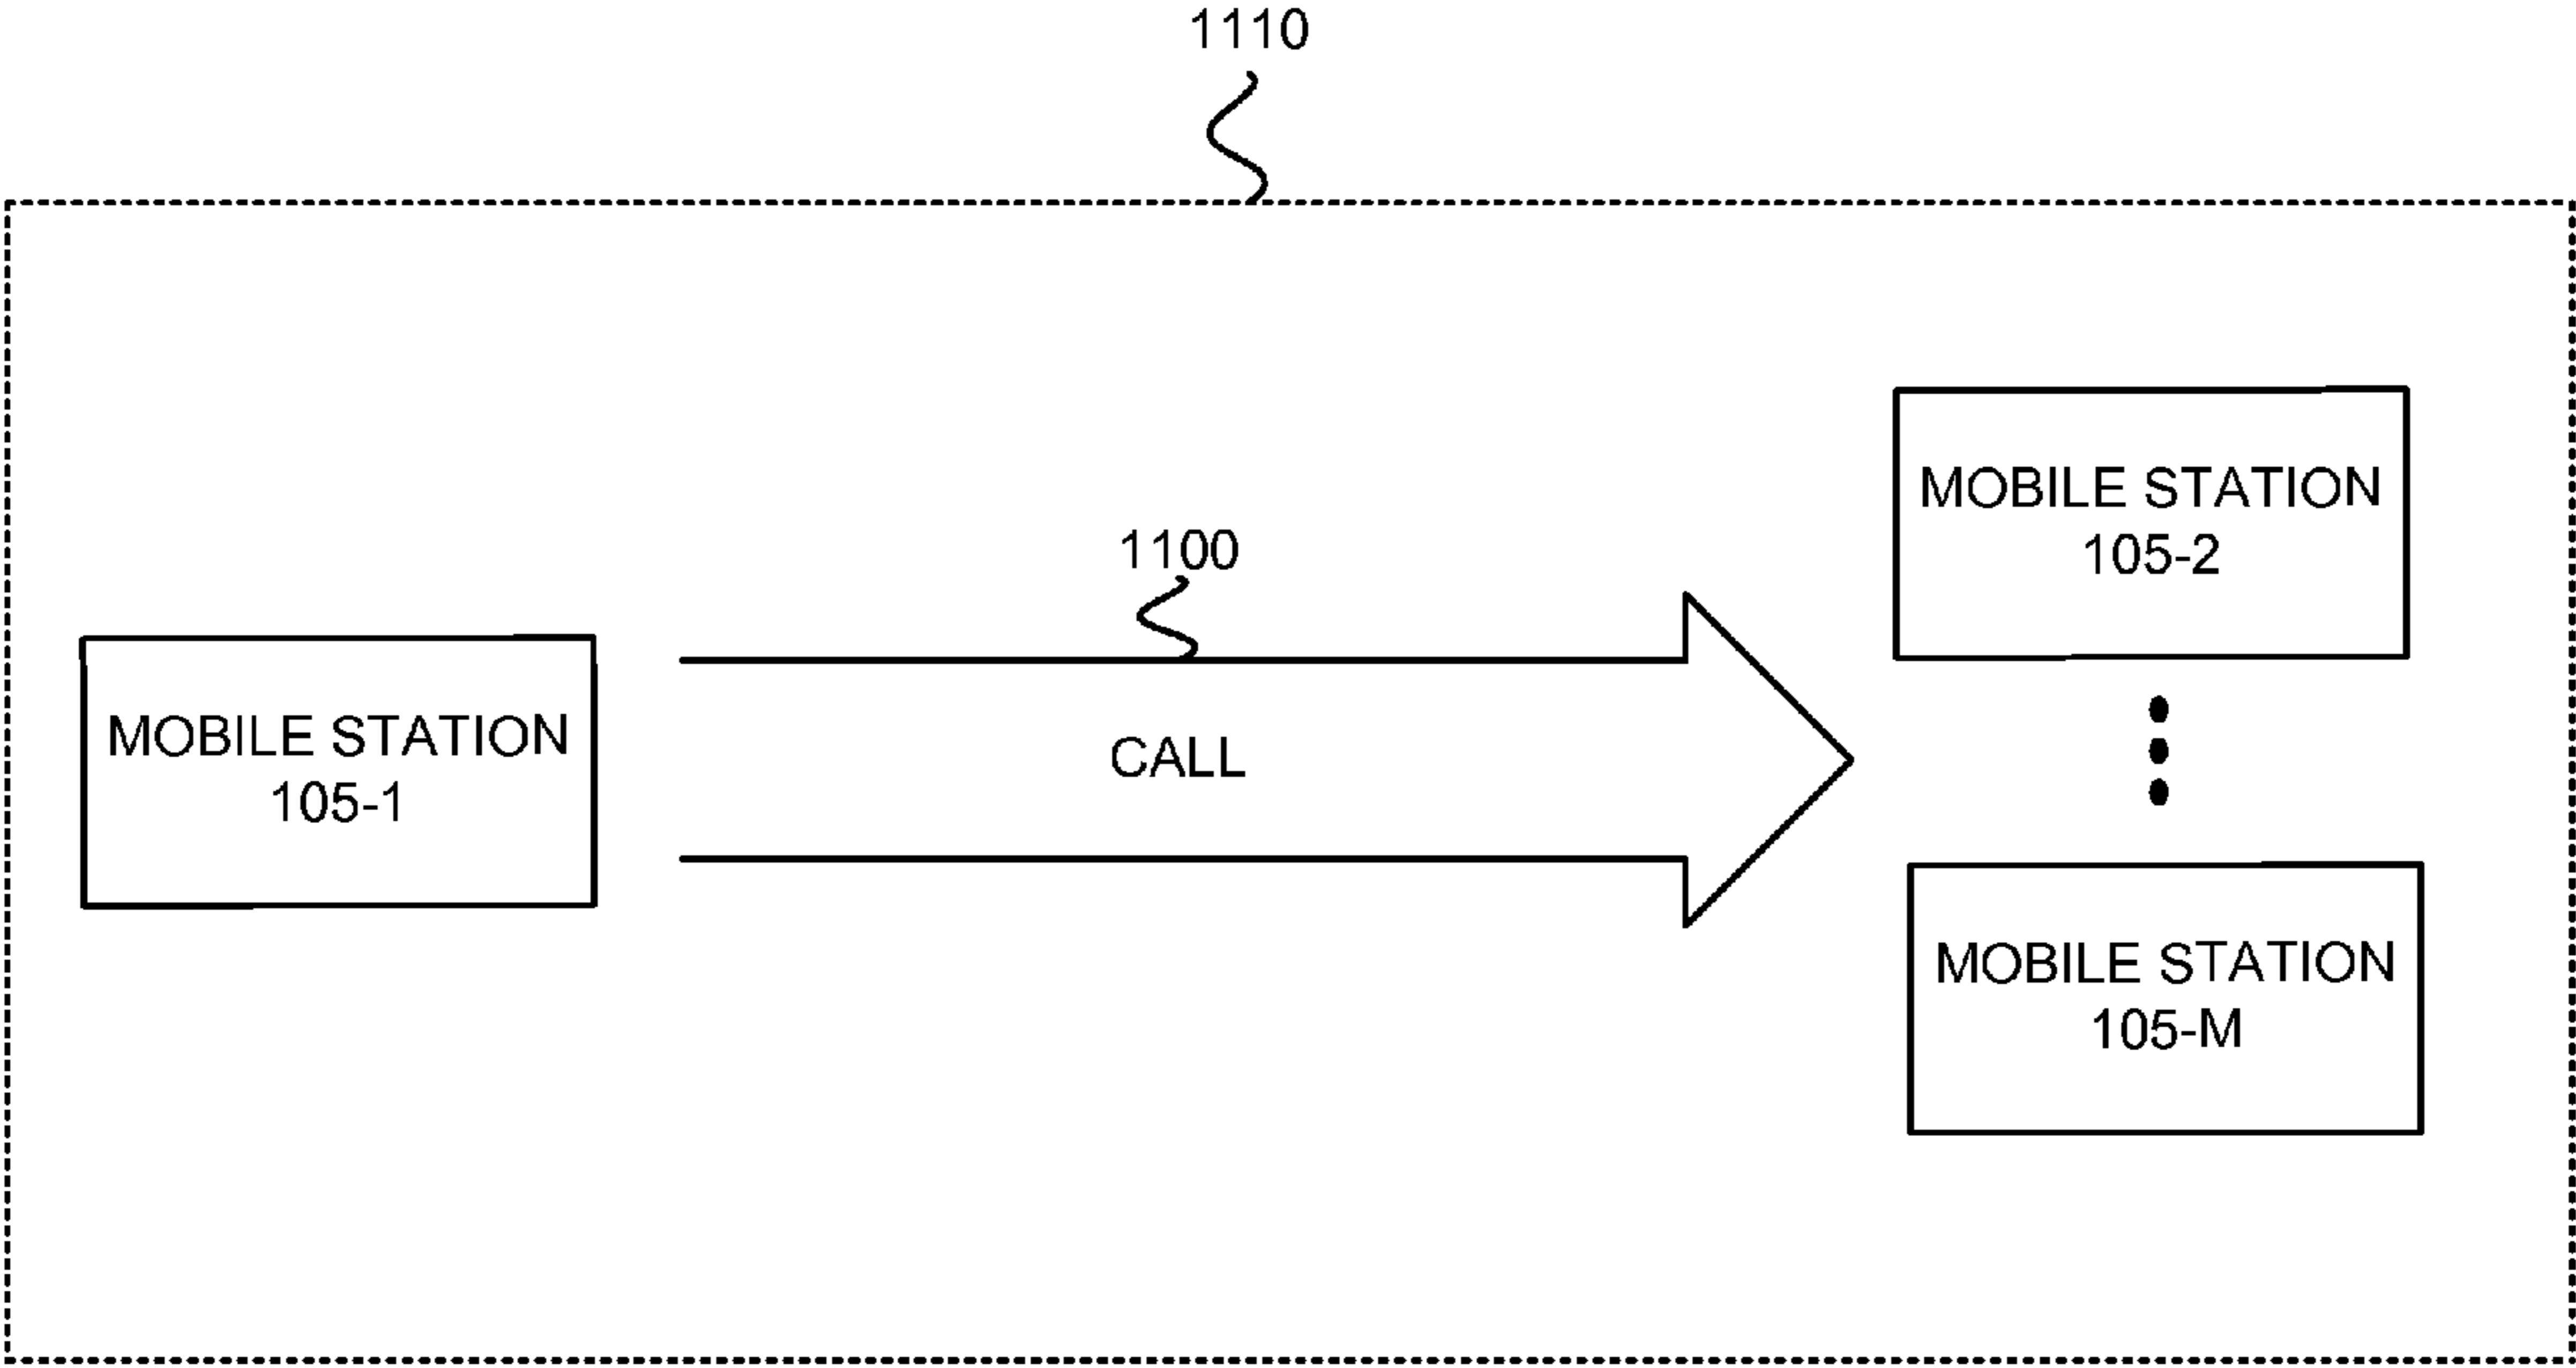 1110
MOBILE STATION
105-2
1100
MOBILE STATION
105-1
CALL
MOBILE STATION
105-M